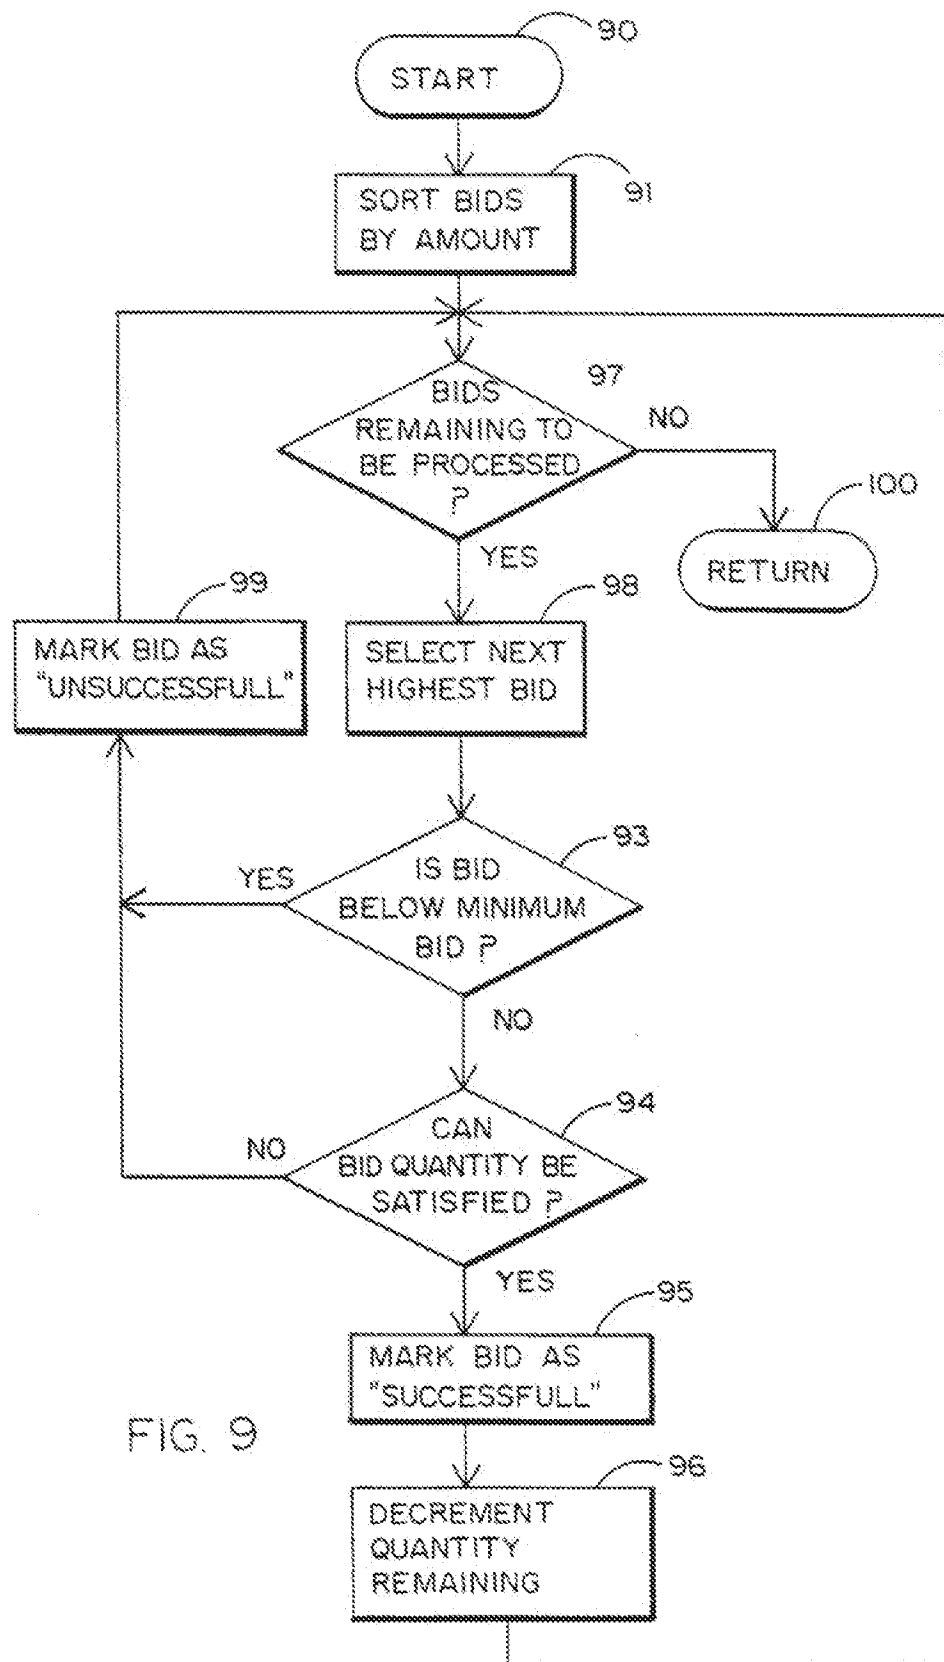 90
START
91
SORT BIDS
BY AMOUNT
97
BIDS
REMAINING TO
BE PROCESSED
?
NO
100
RETURN
YES
99
MARK BID AS
"UNSUCCESSFULL"
98
SELECT NEXT
HIGHEST BID
93
YES
IS BID
BELOW MINIMUM
BID ?
NO
94
NO
CAN
BID QUANTITY BE
SATISFIED ?
YES
95
MARK BID AS
"SUCCESSFULL"
FIG. 9
96
DECREMENT
QUANTITY
REMAINING